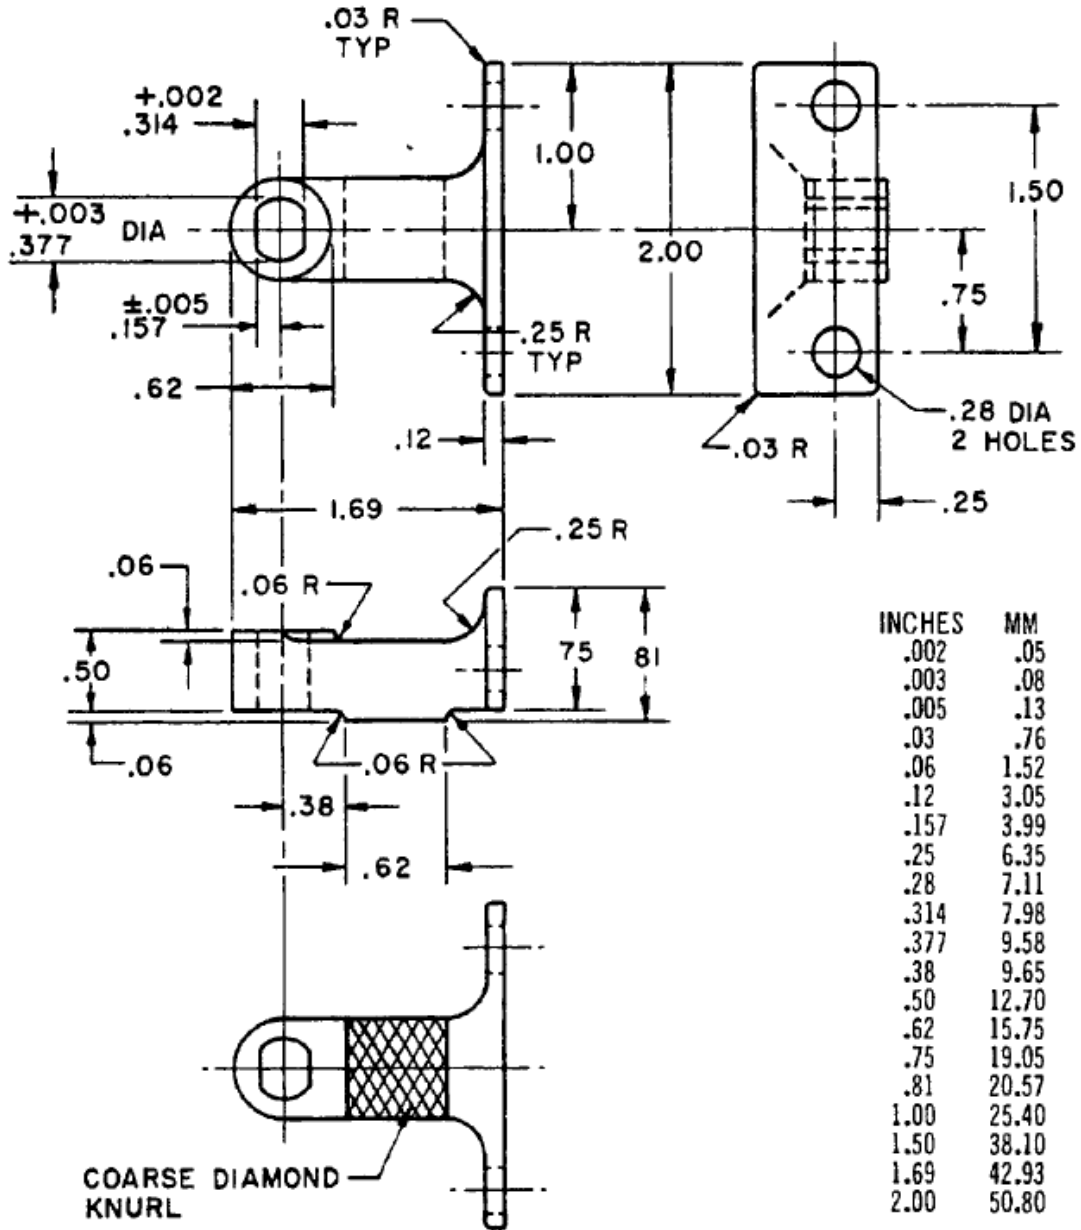 .03 R
TYP
+.002
.314
1.00
+.003
.377
DIA
2.00
1.50
±.005
.157
.25 R
TYP
.75
.62
.12
.28 DIA
2 HOLES
.03 R
1.69
.25
.25 R
.06
.06 R
.50
75
81
.06
.06 R
.38
.62
COARSE DIAMOND
KNURL
INCHES MM
.002 .05
.003 .08
.005 .13
.03 .76
.06 1.52
.12 3.05
.157 3.99
.25 6.35
.28 7.11
.314 7.98
.377 9.58
.38 9.65
.50 12.70
.62 15.75
.75 19.05
.81 20.57
1.00 25.40
1.50 38.10
1.69 42.93
2.00 50.80